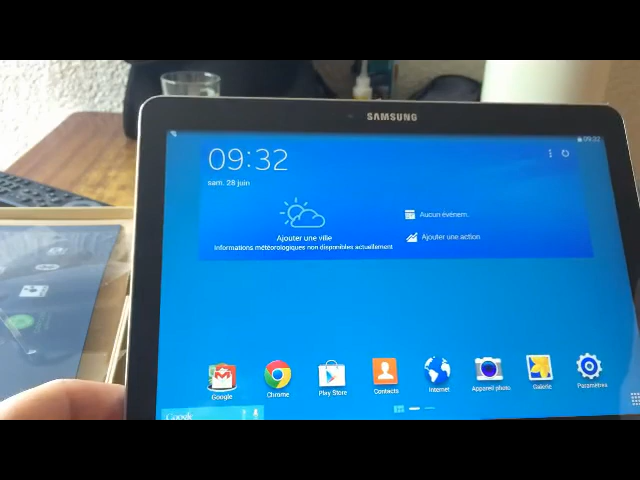 SAMSUNG
09:32
09:32
sam. 28 juin
Aucun événem.
Ajouter une ville
Ajouter une action
Informations météorologiques non disponibles actuellement
Google
Chrome
Play Store
Contacts
Internet
Appareil photo
Galerie
Paramètres
Google